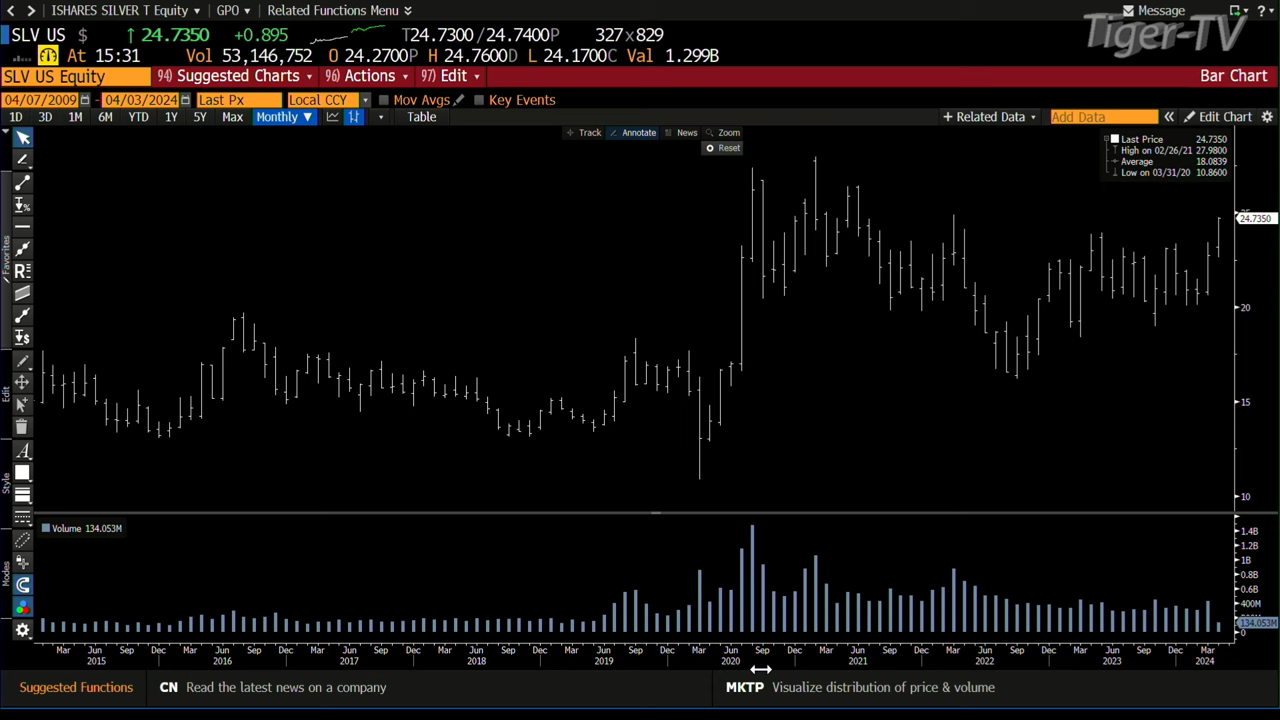 ISHARES SILVER T Equity GPO Related Functions Menu Message ?
SLV US $ ↑ 24.7350 +0.895 T24.7300/24.7400P 327x829
At 15:31 Vol 53,146,752 O 24.2700P H 24.7600D L 24.1700C Val 1.299B
Tiger-TV
SLV US Equity 94) Suggested Charts 96) Actions 97) Edit Bar Chart
04/07/2009 - 04/03/2024 Last Px Local CCY Mov Avgs Key Events
1D 3D 1M 6M YTD 1Y 5Y Max Monthly ▼ Table + Related Data Add Data « Edit Chart
Track Annotate News Zoom
Reset
Last Price 24.7350
High on 02/26/21 27.9800
Average 18.0839
Low on 03/31/20 10.8600
Favorites
Edit
Style
Modes
24.7350
20
15
10
Volume 134.053M
1.4B
1.2B
1B
0.8B
0.6B
400M
134.053M
0
Mar Jun Sep Dec Mar Jun Sep Dec Mar Jun Sep Dec Mar Jun Sep Dec Mar Jun Sep Dec Mar Jun Sep Dec Mar Jun Sep Dec Mar Jun Sep Dec Mar Jun Sep Dec Mar
2015 2016 2017 2018 2019 2020 2021 2022 2023 2024
Suggested Functions CN Read the latest news on a company MKTP Visualize distribution of price & volume